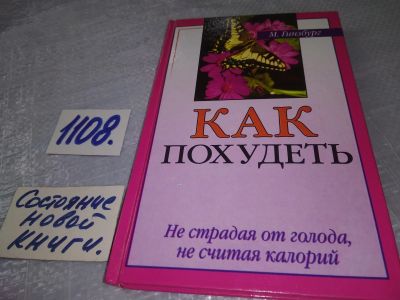 М. Гинзбург
КАК
ПОХУДЕТЬ
Не страдая от голода,
не считая калорий
1108.
Состояние
новой
книги.